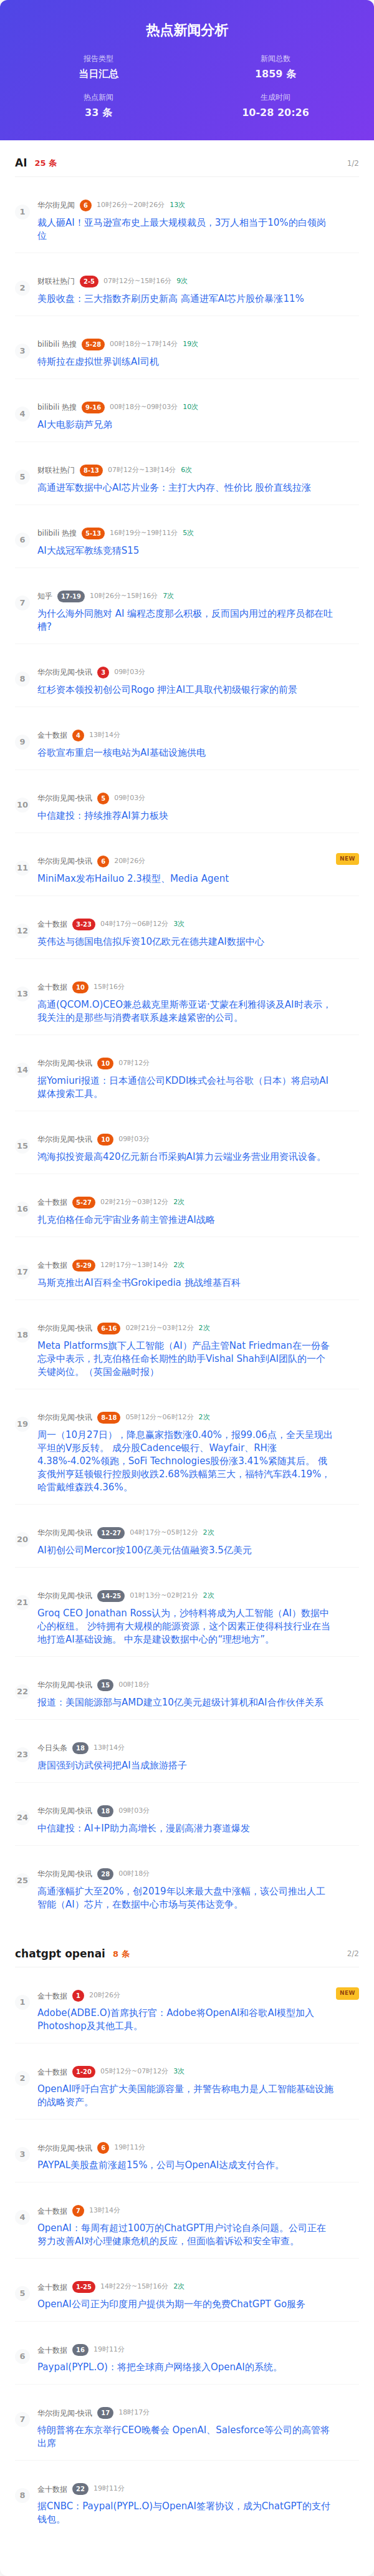 热点新闻分析
报告类型
新闻总数
当日汇总
1859 条
热点新闻
生成时间
33 条
10-28 20:26
AI 25 条 1/2
1
华尔街见闻 6 10时26分~20时26分 13次
裁人砸AI！亚马逊宣布史上最大规模裁员，3万人相当于10%的白领岗
位
2
财联社热门 2-5 07时12分~15时16分 9次
美股收盘：三大指数齐刷历史新高 高通进军AI芯片股价暴涨11%
3
bilibili 热搜 5-28 00时18分~17时14分 19次
特斯拉在虚拟世界训练AI司机
4
bilibili 热搜 9-16 00时18分~09时03分 10次
AI大电影葫芦兄弟
5
财联社热门 8-13 07时12分~13时14分 6次
高通进军数据中心AI芯片业务：主打大内存、性价比 股价直线拉涨
6
bilibili 热搜 5-13 16时19分~19时11分 5次
AI大战冠军教练竞猜S15
7
知乎 17-19 10时26分~15时16分 7次
为什么海外同胞对 AI 编程态度那么积极，反而国内用过的程序员都在吐
槽?
8
华尔街见闻-快讯 3 09时03分
红杉资本领投初创公司Rogo 押注AI工具取代初级银行家的前景
9
金十数据 4 13时14分
谷歌宣布重启一核电站为AI基础设施供电
10
华尔街见闻-快讯 5 09时03分
中信建投：持续推荐AI算力板块
11
华尔街见闻-快讯 6 20时26分 NEW
MiniMax发布Hailuo 2.3模型、Media Agent
12
金十数据 3-23 04时17分~06时12分 3次
英伟达与德国电信拟斥资10亿欧元在德共建AI数据中心
13
金十数据 10 15时16分
高通(QCOM.O)CEO兼总裁克里斯蒂亚诺·艾蒙在利雅得谈及AI时表示，
我关注的是那些与消费者联系越来越紧密的公司。
14
华尔街见闻-快讯 10 07时12分
据Yomiuri报道：日本通信公司KDDI株式会社与谷歌（日本）将启动AI
媒体搜索工具。
15
华尔街见闻-快讯 10 09时03分
鸿海拟投资最高420亿元新台币采购AI算力云端业务营业用资讯设备。
16
金十数据 5-27 02时21分~03时12分 2次
扎克伯格任命元宇宙业务前主管推进AI战略
17
金十数据 5-29 12时17分~13时14分 2次
马斯克推出AI百科全书Grokipedia 挑战维基百科
18
华尔街见闻-快讯 6-16 02时21分~03时12分 2次
Meta Platforms旗下人工智能（AI）产品主管Nat Friedman在一份备
忘录中表示，扎克伯格任命长期性的助手Vishal Shah到AI团队的一个
关键岗位。（英国金融时报）
19
华尔街见闻-快讯 8-18 05时12分~06时12分 2次
周一（10月27日），降息赢家指数涨0.40%，报99.06点，全天呈现出
平坦的V形反转。 成分股Cadence银行、Wayfair、RH涨
4.38%-4.02%领跑，SoFi Technologies股份涨3.41%紧随其后。 俄
亥俄州亨廷顿银行控股则收跌2.68%跌幅第三大，福特汽车跌4.19%，
哈雷戴维森跌4.36%。
20
华尔街见闻-快讯 12-27 04时17分~05时12分 2次
AI初创公司Mercor按100亿美元估值融资3.5亿美元
21
华尔街见闻-快讯 14-25 01时13分~02时21分 2次
Groq CEO Jonathan Ross认为，沙特料将成为人工智能（AI）数据中
心的枢纽。 沙特拥有大规模的能源资源，这个因素正使得科技行业在当
地打造AI基础设施。 中东是建设数据中心的“理想地方”。
22
华尔街见闻-快讯 15 00时18分
报道：美国能源部与AMD建立10亿美元超级计算机和AI合作伙伴关系
23
今日头条 18 13时14分
唐国强到访武侯祠把AI当成旅游搭子
24
华尔街见闻-快讯 18 09时03分
中信建投：AI+IP助力高增长，漫剧高潜力赛道爆发
25
华尔街见闻-快讯 28 00时18分
高通涨幅扩大至20%，创2019年以来最大盘中涨幅，该公司推出人工
智能（AI）芯片，在数据中心市场与英伟达竞争。
chatgpt openai 8 条 2/2
1
金十数据 1 20时26分 NEW
Adobe(ADBE.O)首席执行官：Adobe将OpenAI和谷歌AI模型加入
Photoshop及其他工具。
2
金十数据 1-20 05时12分~07时12分 3次
OpenAI呼吁白宫扩大美国能源容量，并警告称电力是人工智能基础设施
的战略资产。
3
华尔街见闻-快讯 6 19时11分
PAYPAL美股盘前涨超15%，公司与OpenAI达成支付合作。
4
金十数据 7 13时14分
OpenAI：每周有超过100万的ChatGPT用户讨论自杀问题。公司正在
努力改善AI对心理健康危机的反应，但面临着诉讼和安全审查。
5
金十数据 1-25 14时22分~15时16分 2次
OpenAI公司正为印度用户提供为期一年的免费ChatGPT Go服务
6
金十数据 16 19时11分
Paypal(PYPL.O)：将把全球商户网络接入OpenAI的系统。
7
华尔街见闻-快讯 17 18时17分
特朗普将在东京举行CEO晚餐会 OpenAI、Salesforce等公司的高管将
出席
8
金十数据 22 19时11分
据CNBC：Paypal(PYPL.O)与OpenAI签署协议，成为ChatGPT的支付
钱包。